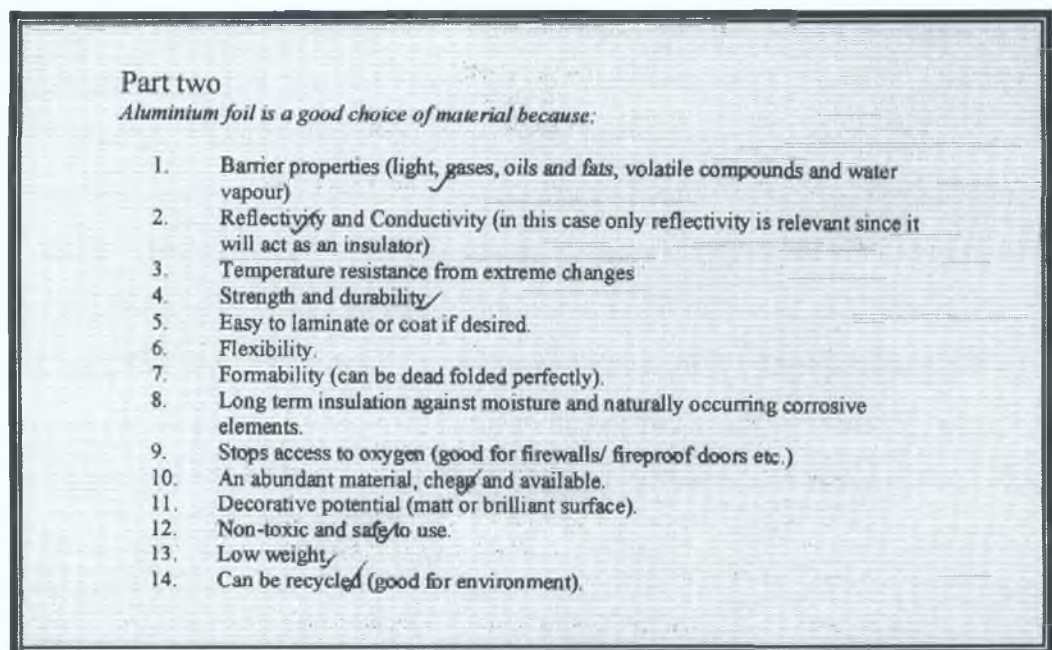 Part two
Aluminium foil is a good choice of material because:
1. Barrier properties (light, gases, oils and fats, volatile compounds and water
vapour)
2. Reflectivity and Conductivity (in this case only reflectivity is relevant since it
will act as an insulator)
3. Temperature resistance from extreme changes
4. Strength and durability
5. Easy to laminate or coat if desired.
6. Flexibility.
7. Formability (can be dead folded perfectly).
8. Long term insulation against moisture and naturally occurring corrosive
elements.
9. Stops access to oxygen (good for firewalls/ fireproof doors etc.)
10. An abundant material, cheap and available.
11. Decorative potential (matt or brilliant surface).
12. Non-toxic and safe to use.
13. Low weight
14. Can be recycled (good for environment).